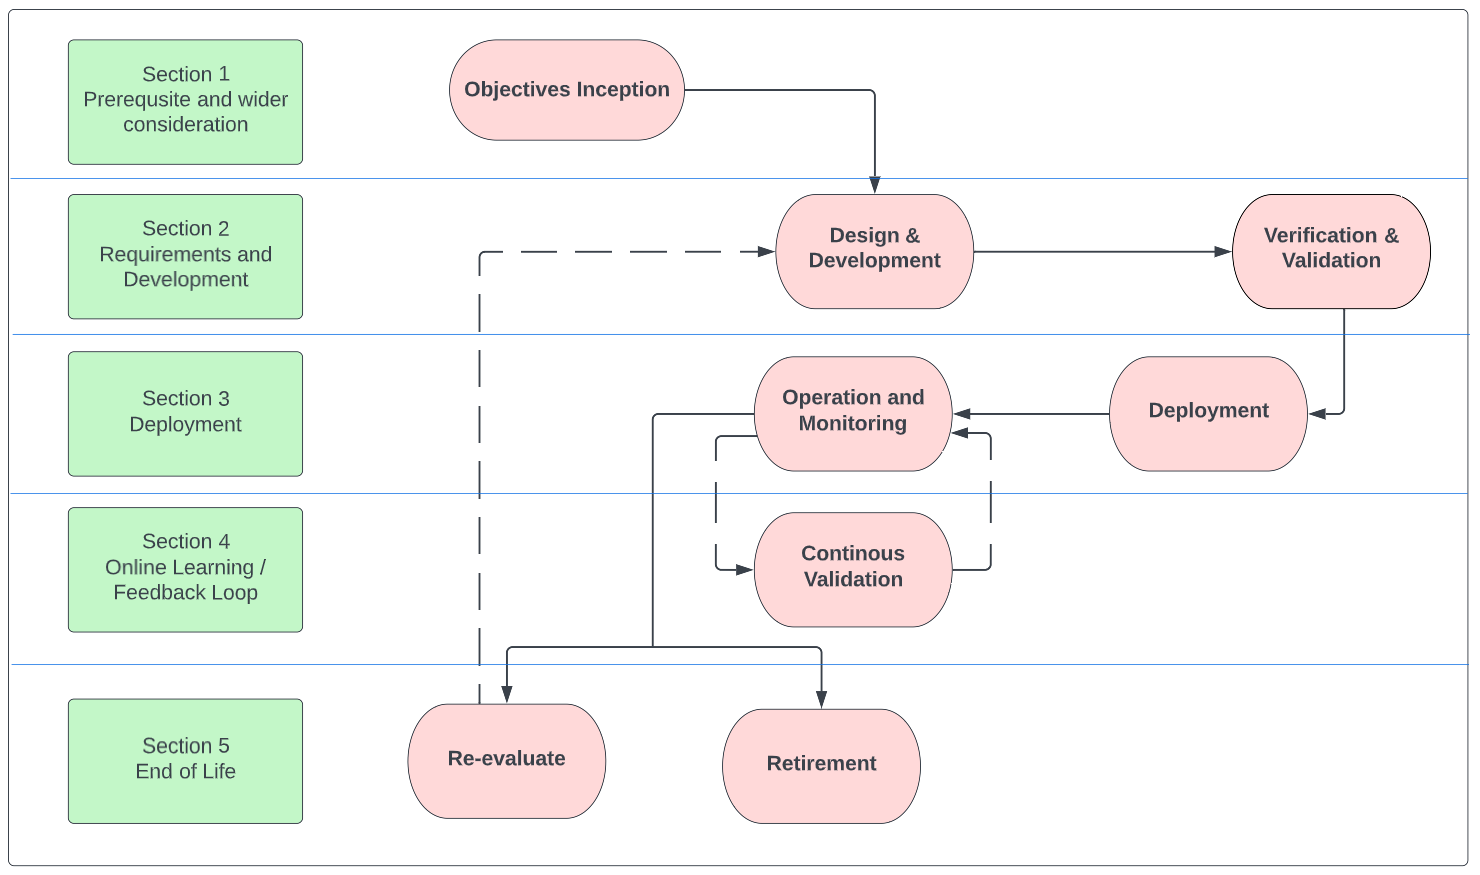 Section 1
Prerequsite and wider
consideration
Objectives Inception
Section 2
Requirements and
Development
Design &
Development
Verification &
Validation
Section 3
Deployment
Operation and
Monitoring
Deployment
Section 4
Online Learning /
Feedback Loop
Continous
Validation
Section 5
End of Life
Re-evaluate
Retirement